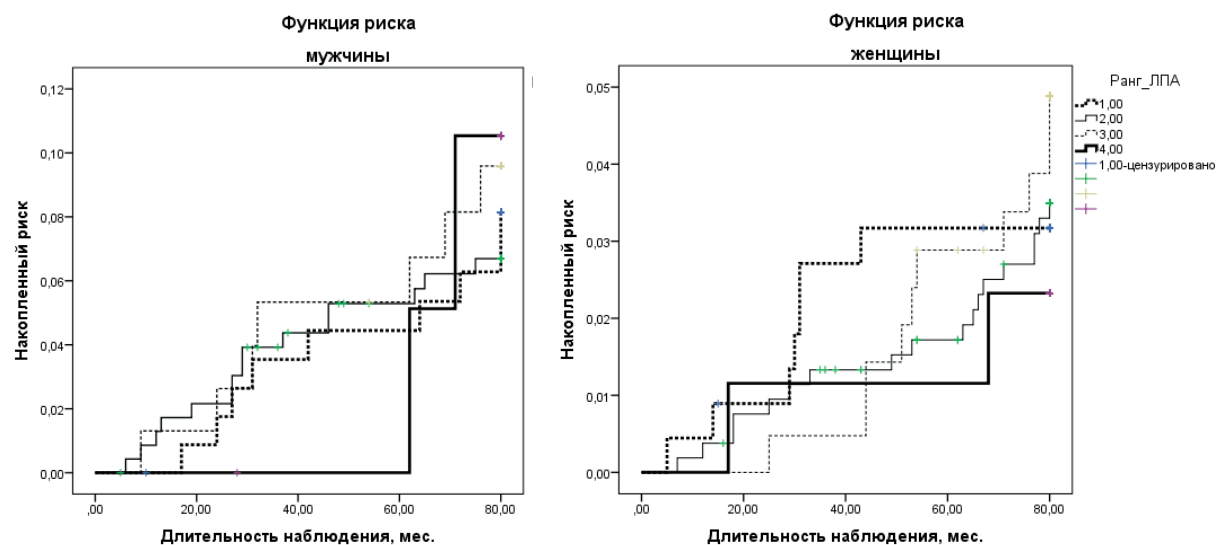 Функция риска
мужчины
0,12
0,10
0,08
0,06
0,04
0,02
0,00
,00
20,00
40,00
60,00
80,00
Накопленный риск
Длительность наблюдения, мес.
Функция риска
женщины
0,05
0,04
0,03
0,02
0,01
0,00
,00
20,00
40,00
60,00
80,00
Накопленный риск
Длительность наблюдения, мес.
Ранг_ЛПА
1,00
2,00
3,00
4,00
1,00-цензурировано